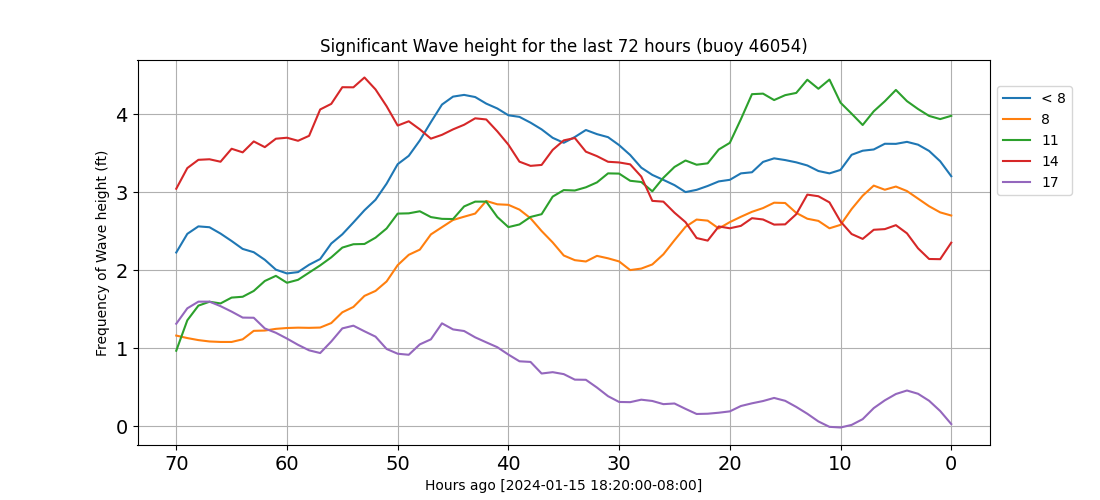 Significant Wave height for the last 72 hours (buoy 46054)
Frequency of Wave height (ft)
4
3
2
1
0
70 60 50 40 30 20 10 0
Hours ago [2024-01-15 18:20:00-08:00]
< 8
8
11
14
17